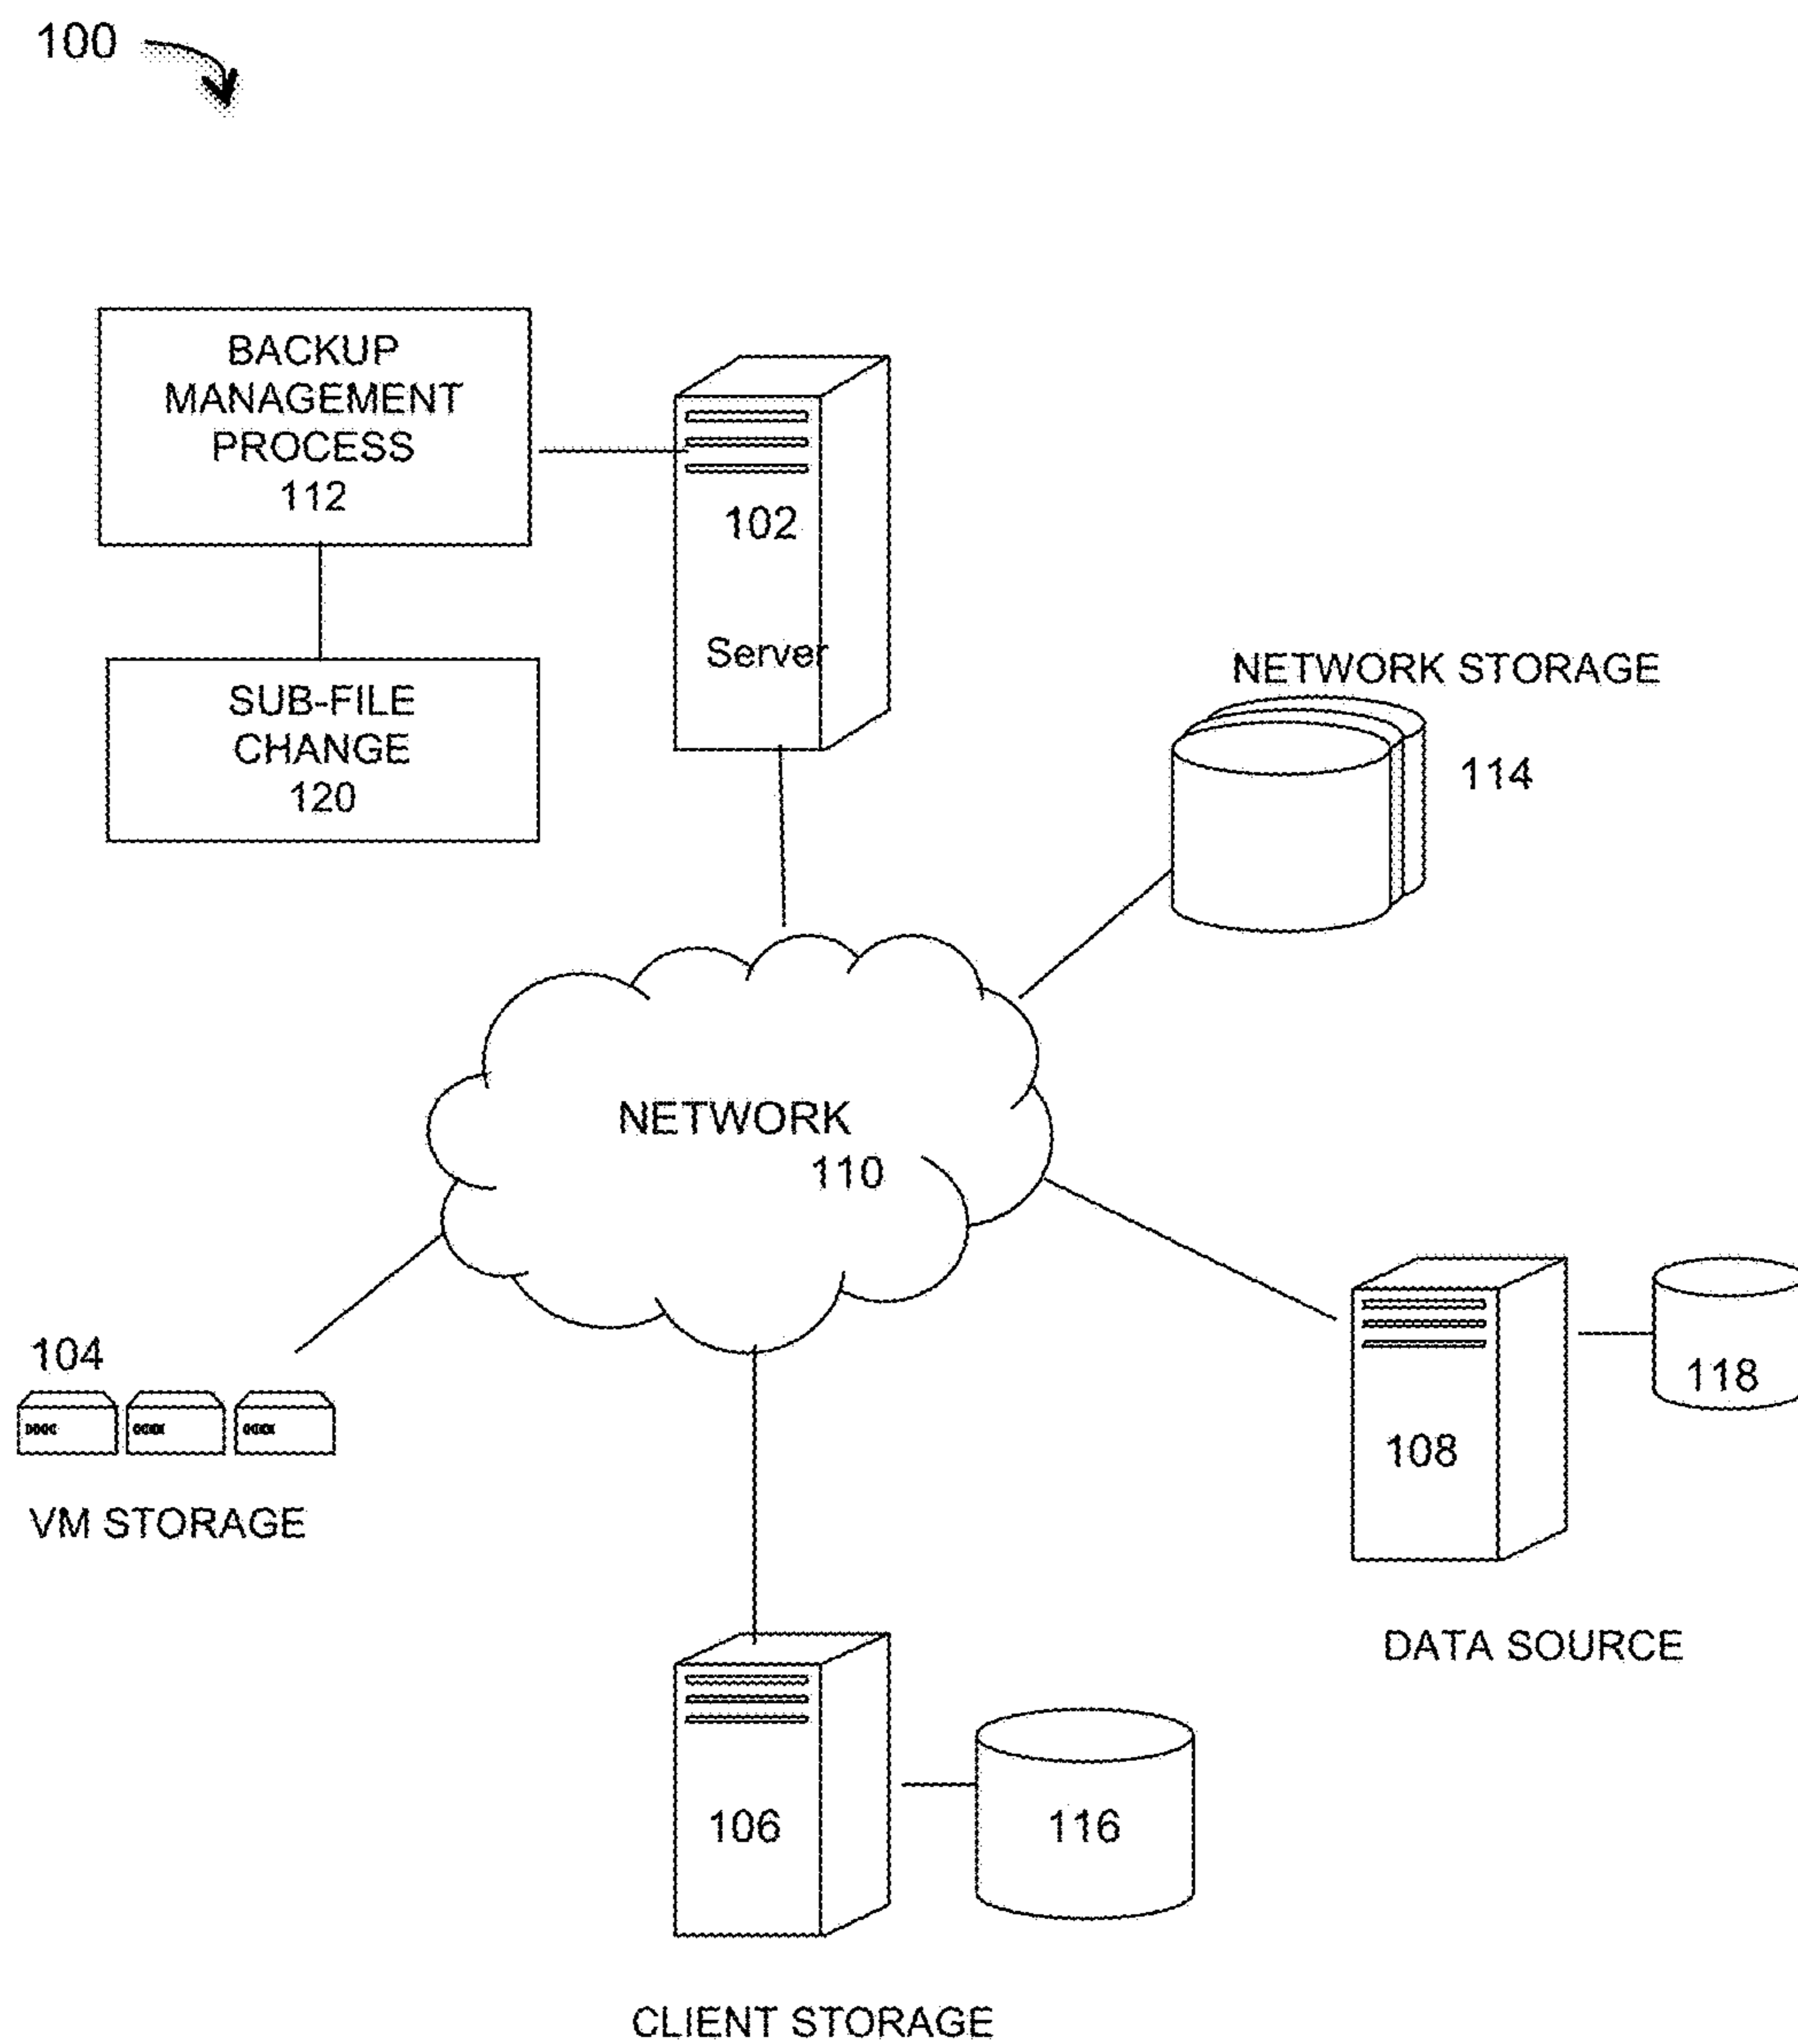 100
BACKUP
MANAGEMENT
PROCESS
112
102
Server
SUB-FILE
CHANGE
120
NETWORK STORAGE
114
NETWORK
110
104
VM STORAGE
118
108
DATA SOURCE
106
116
CLIENT STORAGE